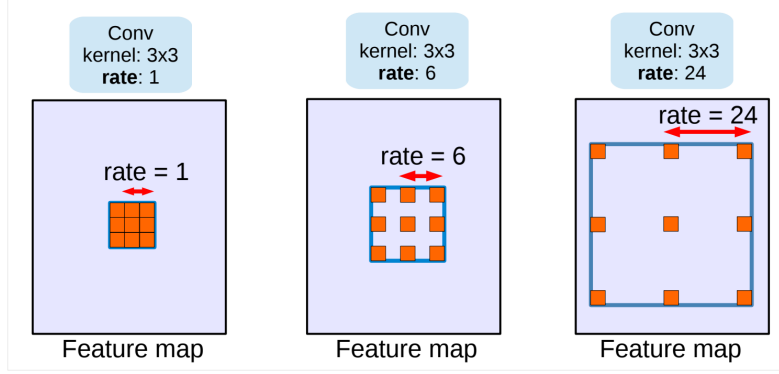 Conv
kernel: 3x3
rate: 1
Conv
kernel: 3x3
rate: 6
Conv
kernel: 3x3
rate: 24
rate = 1
rate = 6
rate = 24
Feature map
Feature map
Feature map